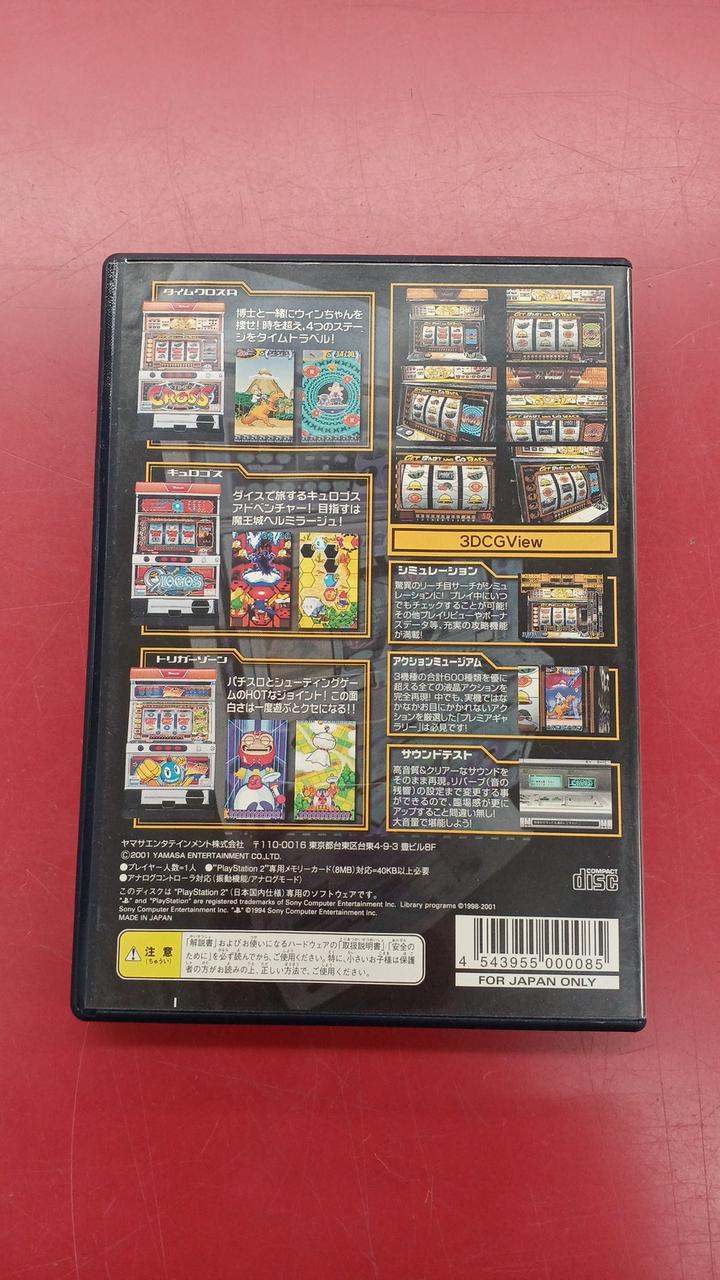 タイムクロスA
博士と一緒にウィンちゃんを
捜せ! 時を超え、4つのステー
ジをタイムトラベル!
CROSS
キュロゴス
ダイスで旅するキュロゴス
アドベンチャー! 目指すは
魔王城ヘルミラージュ!
トリガーゾーン
パチスロとシューティングゲー
ムのHOTなジョイント! この面
白さは一度遊ぶとクセになる!!
3DCGView
シミュレーション
驚異のリーチ目サーチがシミュ
レーションに! プレイ中にいつ
でもチェックすることが可能!
その他プレイリビューやボーナ
スデータ等、充実の攻略機能
が満載!
アクションミュージアム
3機種の合計600種類を優に
超える全ての液晶アクションを
完全再現! 中でも、実機ではな
かなかお目にかかれないアク
ションを厳選した「プレミアギャ
ラリー」は必見です!
サウンドテスト
高音質&クリアーなサウンドを
そのまま再現。リバーブ(音の
残響)の設定まで変更する事
ができるので、臨場感が更に
アップすること間違い無し!
大音量で堪能しよう!
ヤマサエンタテインメント株式会社 〒110-0016 東京都台東区台東4-9-3 豊ビル8F
©2001 YAMASA ENTERTAINMENT CO.,LTD.
●プレイヤー人数=1人 ●"PlayStation 2"専用メモリーカード(8MB)対応=40KB以上必要
●アナログコントローラ対応(振動機能/アナログモード)
このディスクは "PlayStation 2" (日本国内仕様) 専用のソフトウェアです。
" " and "PlayStation" are registered trademarks of Sony Computer Entertainment Inc. Library programs ©1998-2001
Sony Computer Entertainment Inc. " " ©1994 Sony Computer Entertainment Inc.
MADE IN JAPAN
COMPACT
disc
注意
(ちゅうい)
「解説書」およびお使いになるハードウェアの「取扱説明書」「安全の
ために」を必ず読んでから、ご使用ください。特に、小さいお子様は保護
者の方がお読みの上、正しい方法で、ご使用ください。
4 543955 000085
FOR JAPAN ONLY